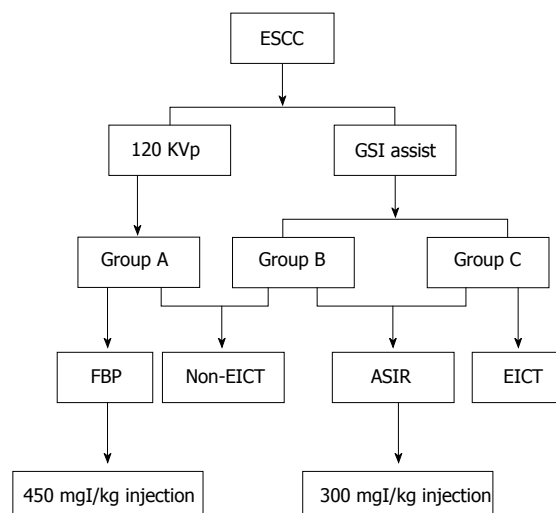 ESCC
120 KVp
GSI assist
Group A
Group B
Group C
FBP
Non-EICT
ASIR
EICT
450 mgI/kg injection
300 mgI/kg injection